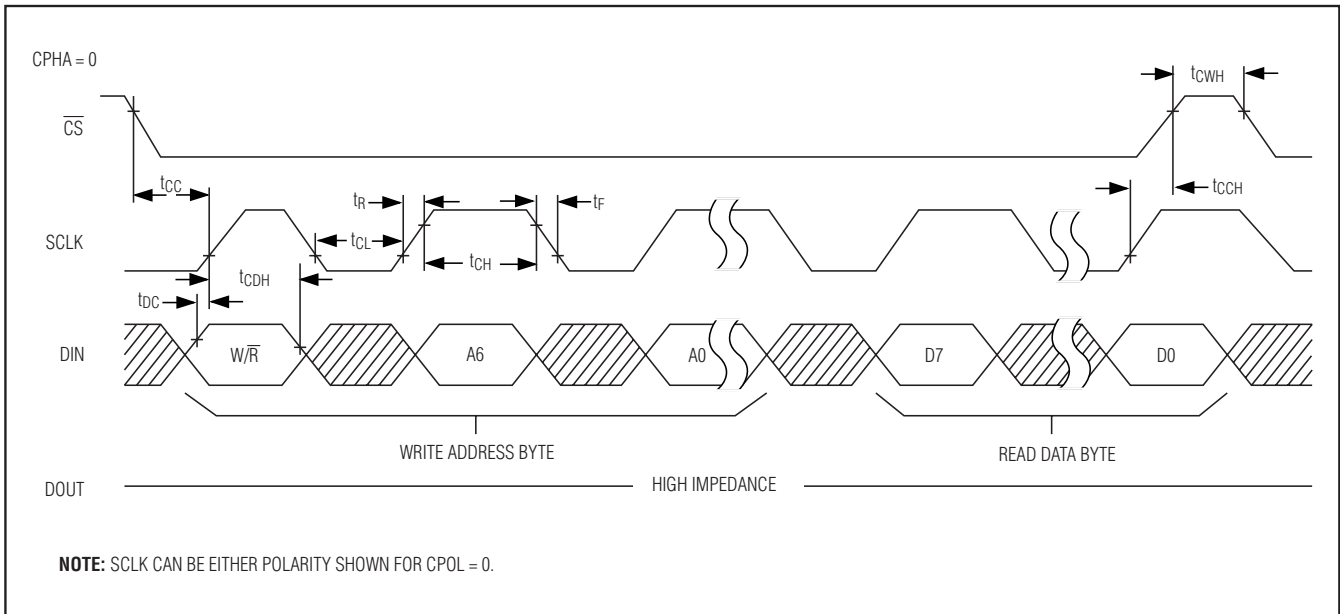 CPHA = 0
tCWH
CS
tCC
tCCH
tR
tF
SCLK
tCL
tCH
tCDH
tDC
DIN
W/R
A6
A0
D7
D0
WRITE ADDRESS BYTE
READ DATA BYTE
DOUT
HIGH IMPEDANCE
NOTE: SCLK CAN BE EITHER POLARITY SHOWN FOR CPOL = 0.